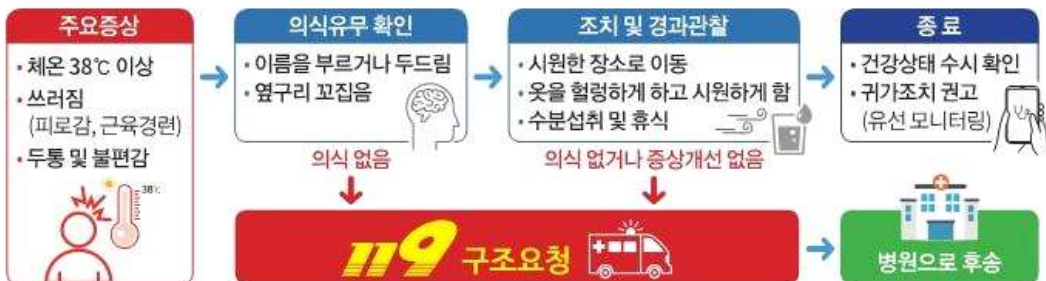 주요증상
• 체온 38℃ 이상
• 쓰러짐
(피로감, 근육경련)
• 두통 및 불편감
38℃
의식유무 확인
• 이름을 부르거나 두드림
• 옆구리 꼬집음
의식 없음
조치 및 경과관찰
• 시원한 장소로 이동
• 옷을 헐렁하게 하고 시원하게 함
• 수분섭취 및 휴식
의식 없거나 증상개선 없음
종료
• 건강상태 수시 확인
• 귀가조치 권고
(유선 모니터링)
119 구조요청
병원으로 후송